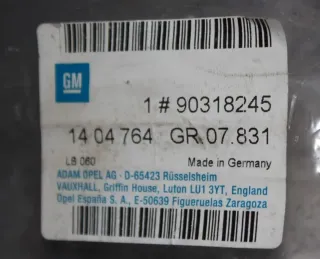 GM
1 # 90318245
14 04 764 GR.07.831
LB 060 Made in Germany
ADAM OPEL AG · D-65423 Rüsselsheim
VAUXHALL, Griffin House, Luton LU1 3YT, England
Opel España S. A., E-50639 Figueruelas Zaragoza